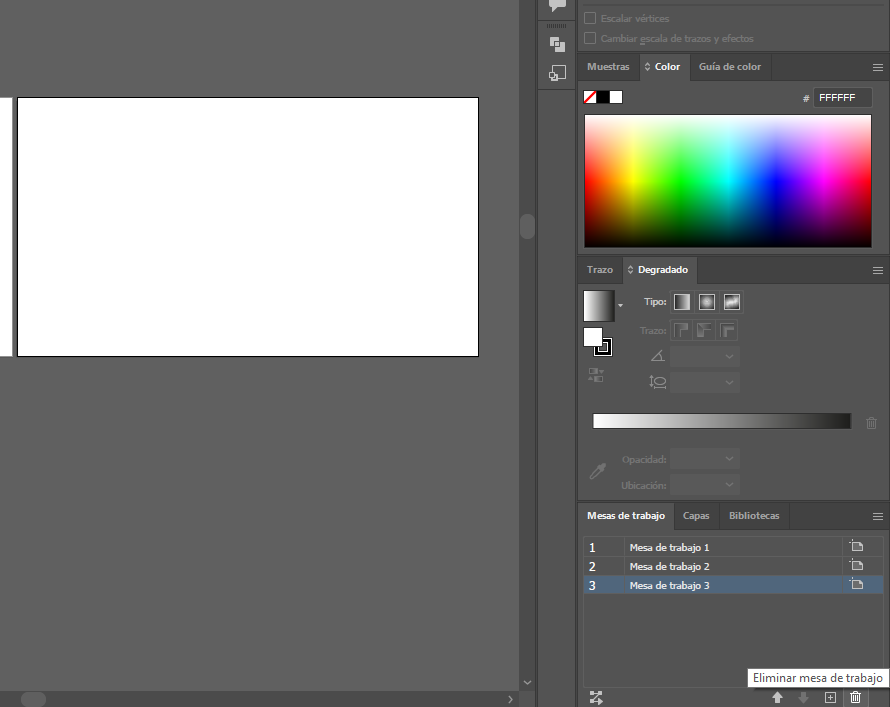 Escalar vértices
Cambiar escala de trazos y efectos
Muestras Color Guía de color
# FFFFFF
Trazo Degradado
Tipo:
Trazo:
Opacidad:
Ubicación:
Mesas de trabajo Capas Bibliotecas
1 Mesa de trabajo 1
2 Mesa de trabajo 2
3 Mesa de trabajo 3
Eliminar mesa de trabajo